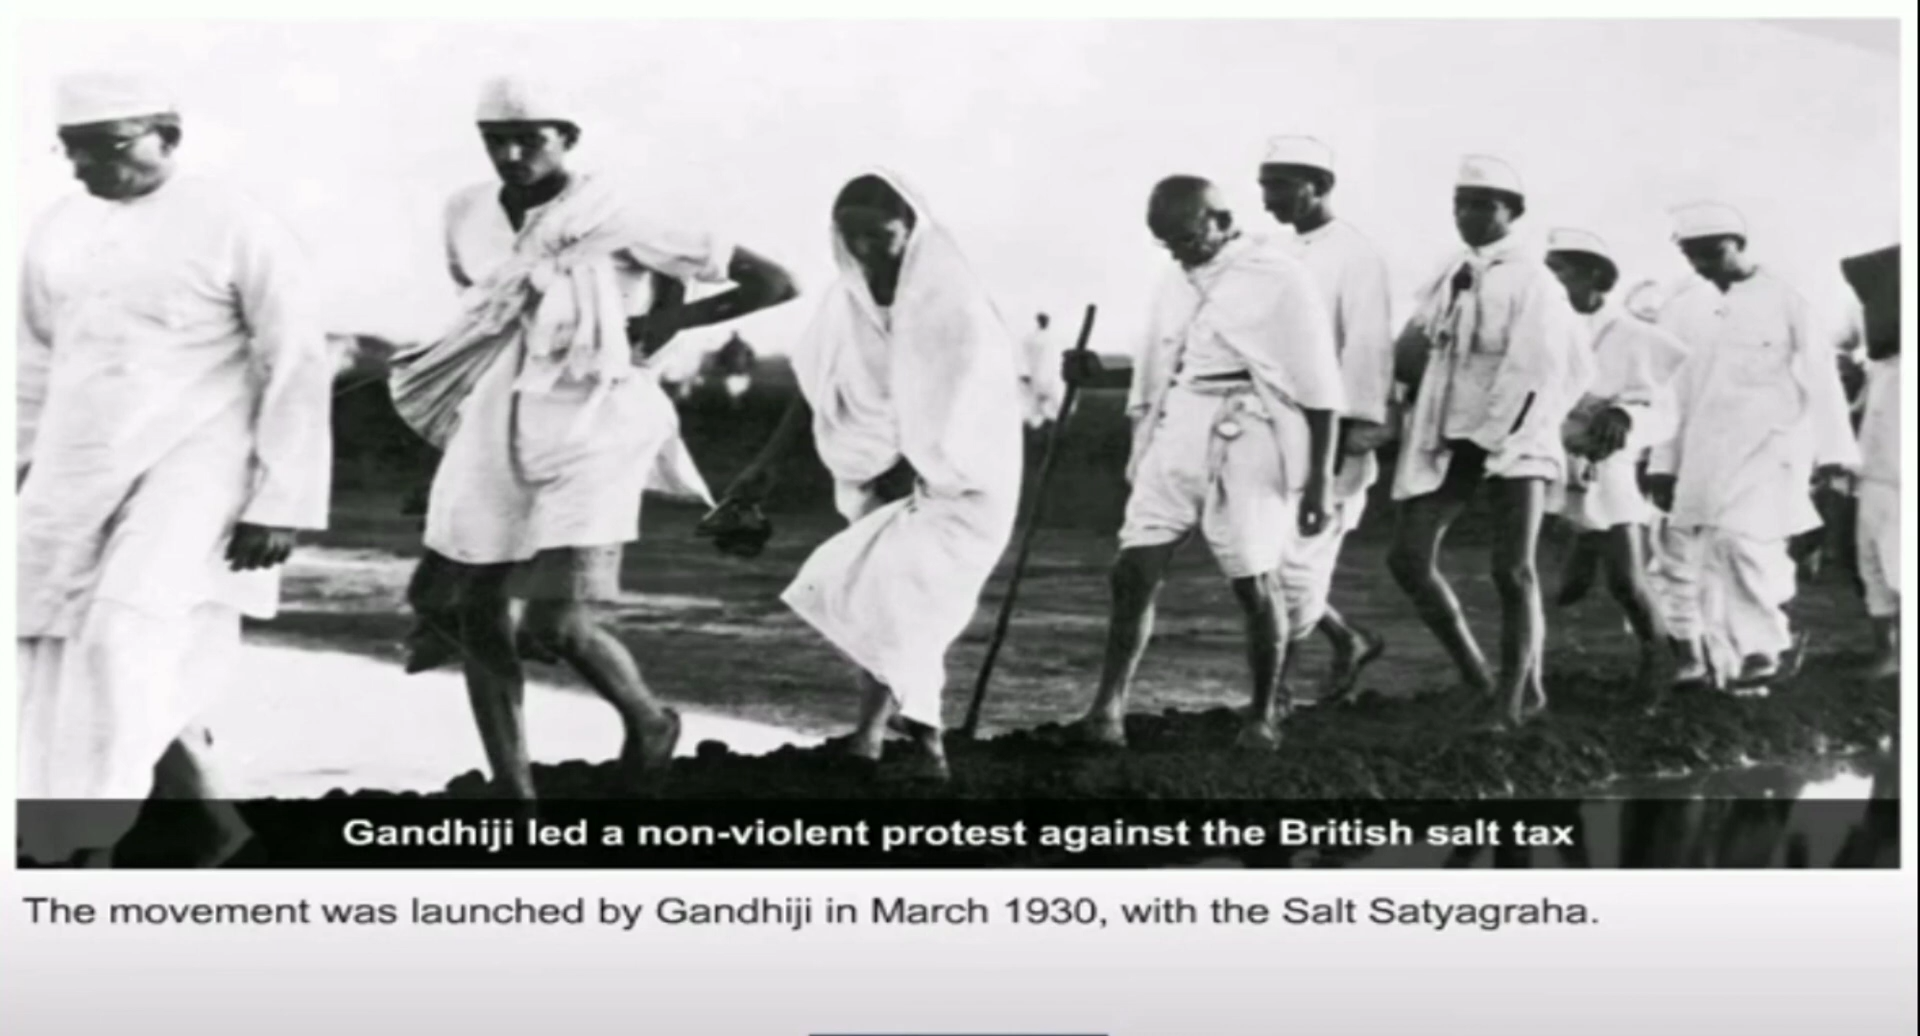 Gandhiji led a non-violent protest against the British salt tax
The movement was launched by Gandhiji in March 1930, with the Salt Satyagraha.